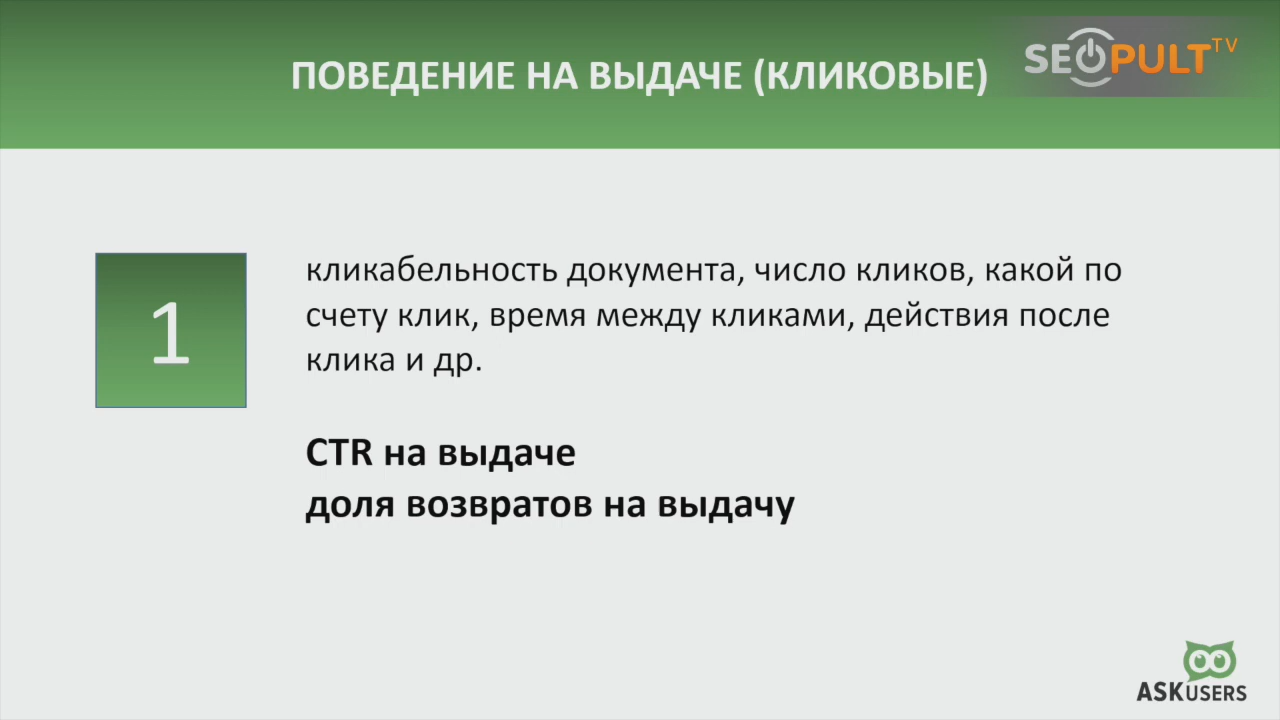 ПОВЕДЕНИЕ НА ВЫДАЧЕ (КЛИКОВЫЕ)
SEOPULT TV
1
кликабельность документа, число кликов, какой по
счету клик, время между кликами, действия после
клика и др.
CTR на выдаче
доля возвратов на выдачу
ASKUSERS